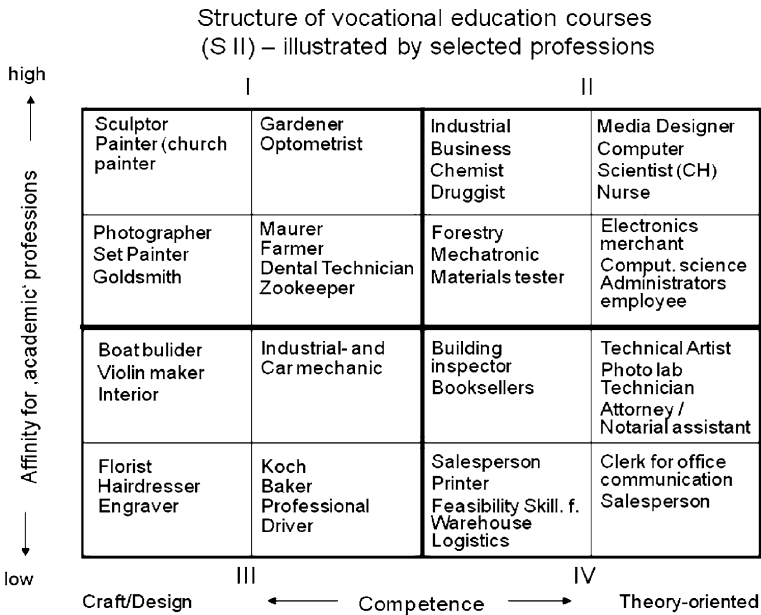 Structure of vocational education courses
(S II) – illustrated by selected professions
high
I
II
Affinity for ‚academic‘ professions
Sculptor
Painter (church
painter
Gardener
Optometrist
Industrial
Business
Chemist
Druggist
Media Designer
Computer
Scientist (CH)
Nurse
Photographer
Set Painter
Goldsmith
Maurer
Farmer
Dental Technician
Zookeeper
Forestry
Mechatronic
Materials tester
Electronics
merchant
Comput. science
Administrators
employee
Boat bulider
Violin maker
Interior
Industrial- and
Car mechanic
Building
inspector
Booksellers
Technical Artist
Photo lab
Technician
Attorney /
Notarial assistant
Florist
Hairdresser
Engraver
Koch
Baker
Professional
Driver
Salesperson
Printer
Feasibility Skill. f.
Warehouse
Logistics
Clerk for office
communication
Salesperson
low
III
IV
Craft/Design
Competence
Theory-oriented